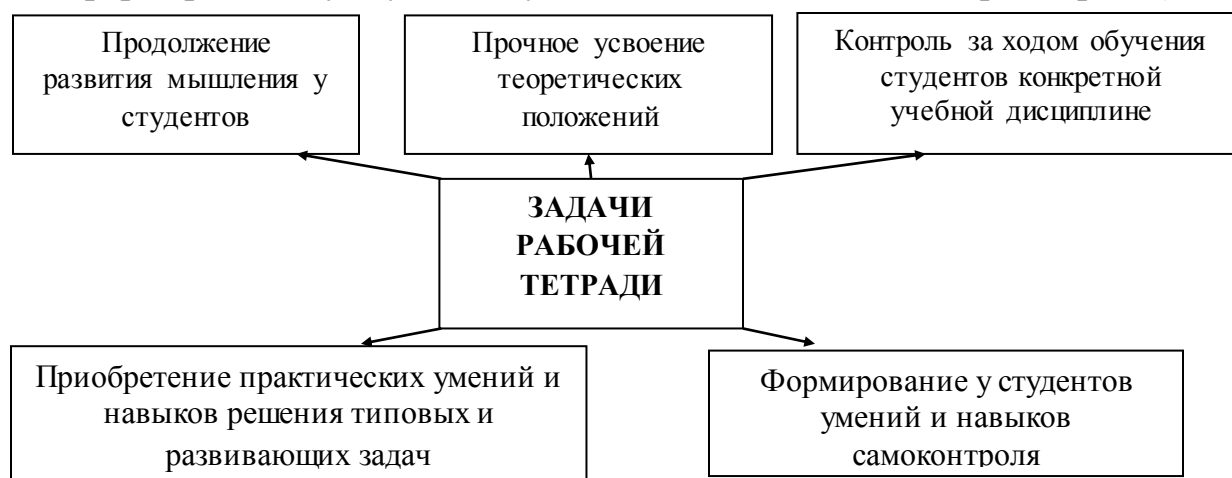 Продолжение
развития мышления у
студентов
Прочное усвоение
теоретических
положений
Контроль за ходом обучения
студентов конкретной
учебной дисциплине
ЗАДАЧИ
РАБОЧЕЙ
ТЕТРАДИ
Приобретение практических умений и
навыков решения типовых и
развивающих задач
Формирование у студентов
умений и навыков
самоконтроля